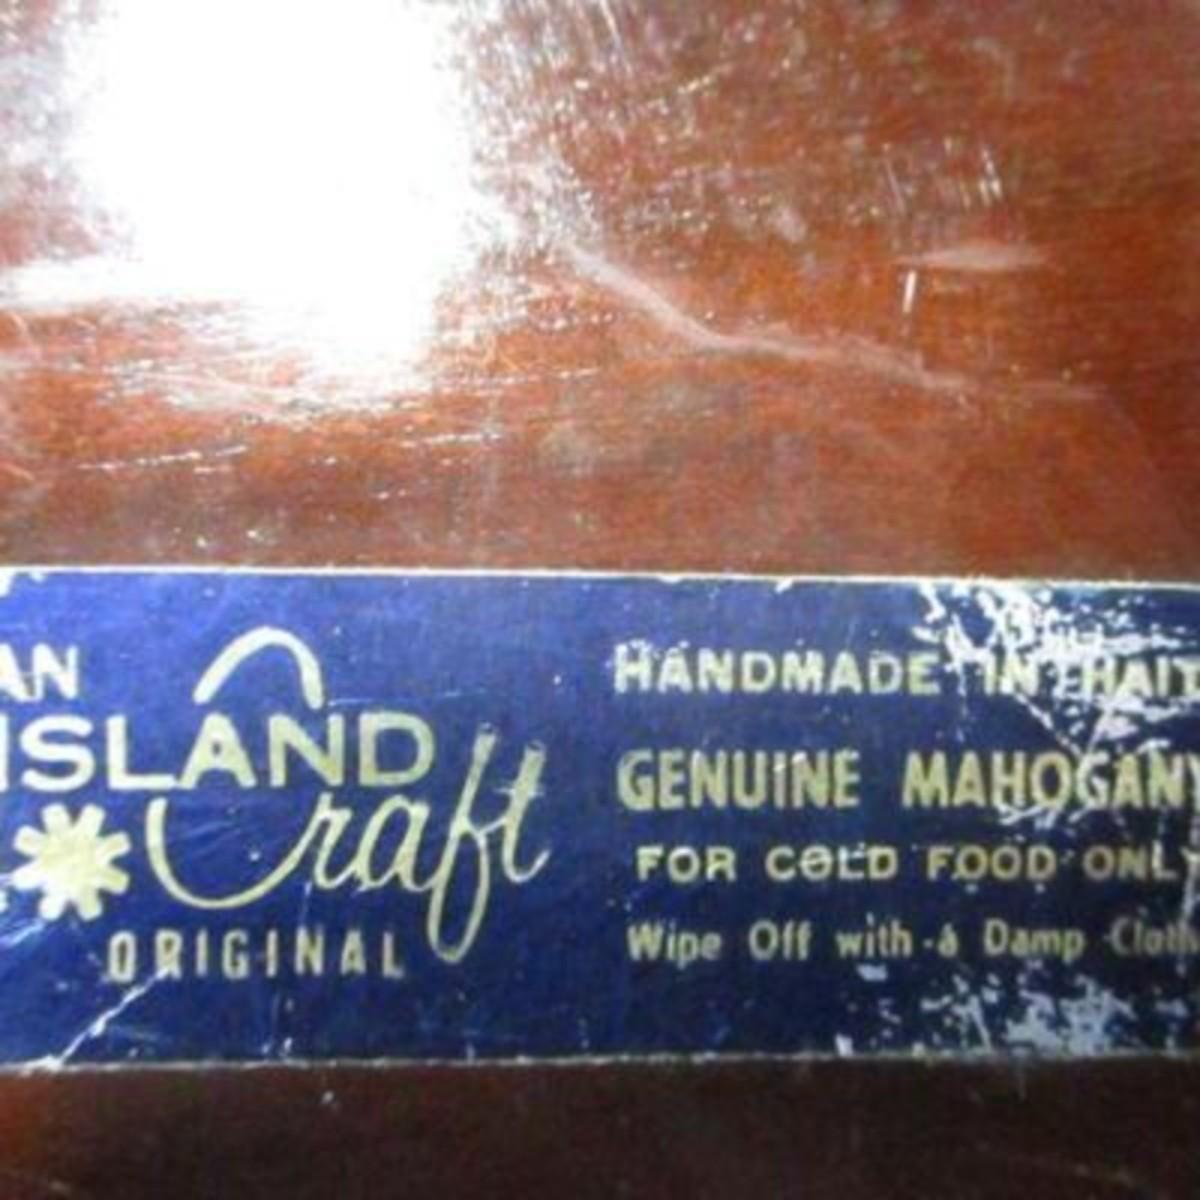 AN
ISLAND
Craft
ORIGINAL
HANDMADE IN HAIT
GENUINE MAHOGANY
FOR COLD FOOD ONLY
Wipe Off with a Damp Cloth